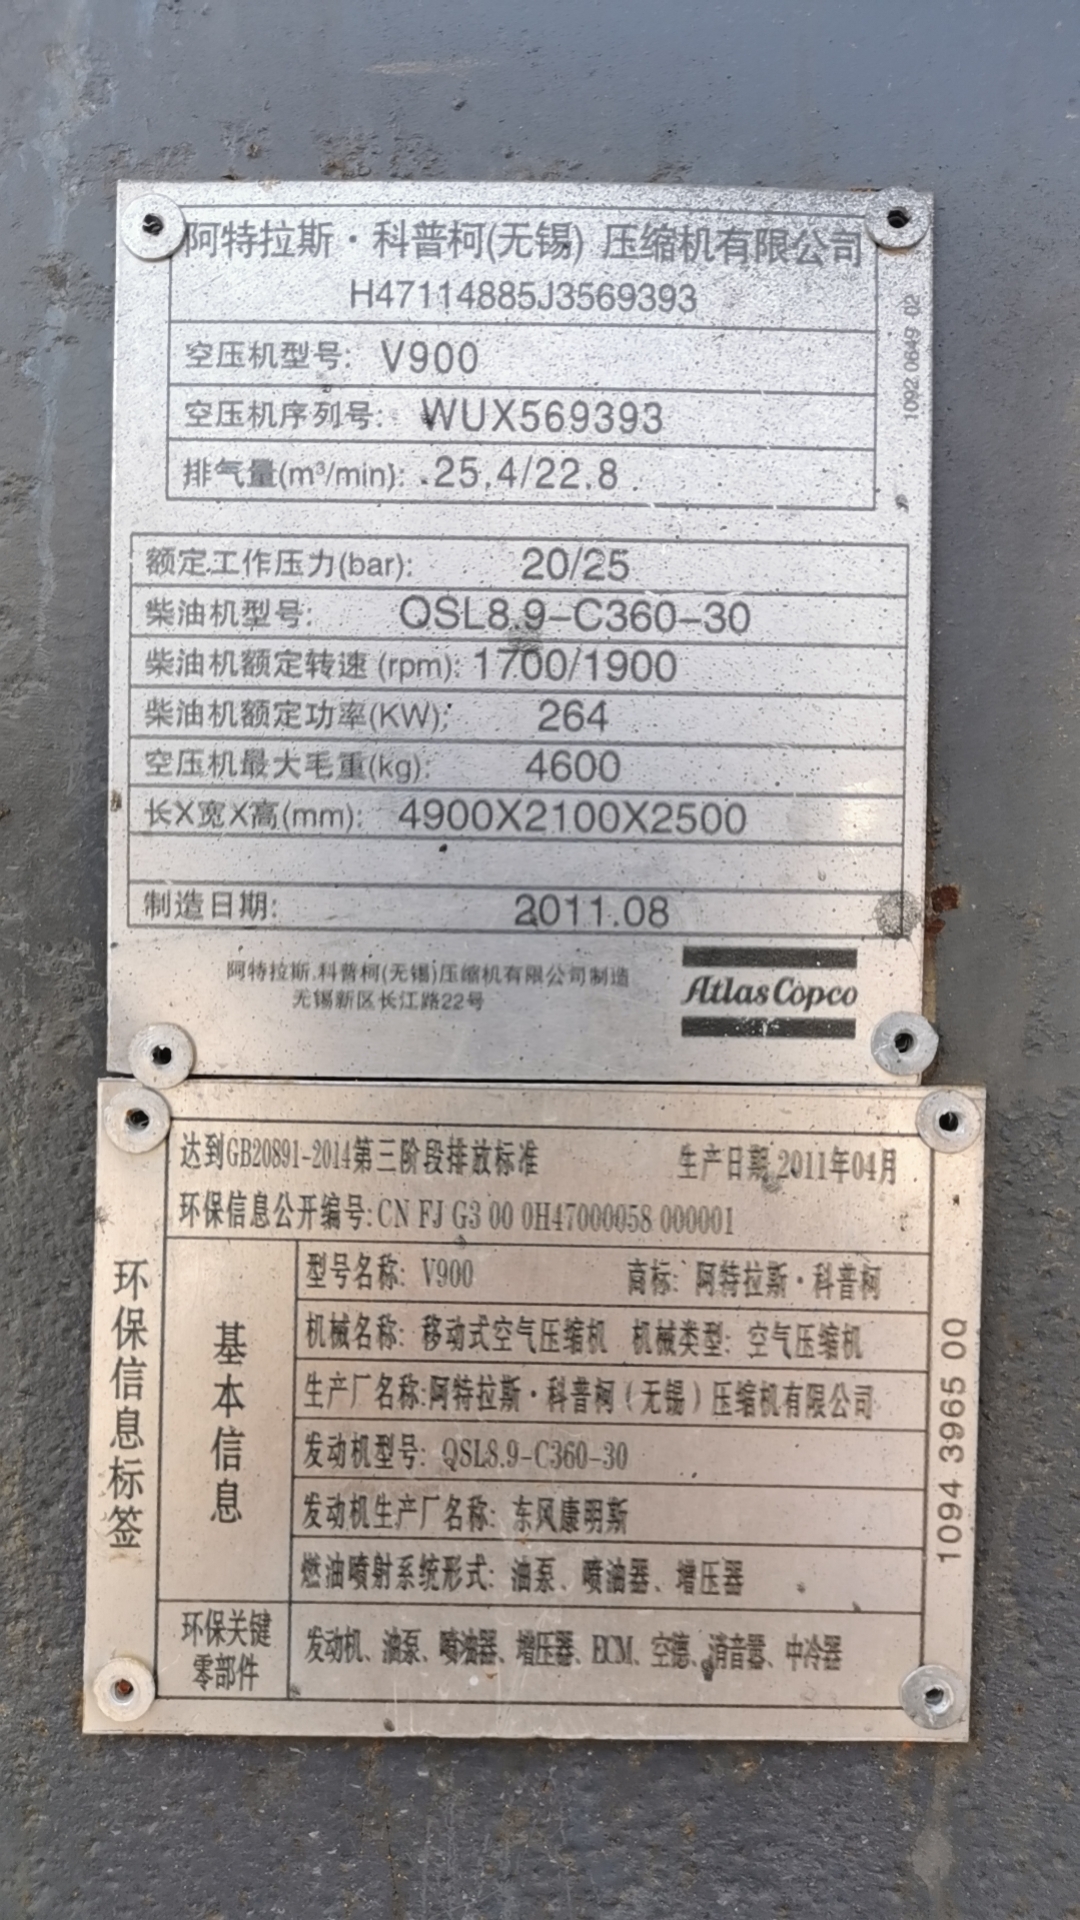 阿特拉斯·科普柯(无锡) 压缩机有限公司
H47114885J3569393
空压机型号: V900
空压机序列号: WUX569393
排气量(m³/min): 25.4/22.8
1092 0649 02
额定工作压力(bar): 20/25
柴油机型号: QSL8.9-C360-30
柴油机额定转速 (rpm): 1700/1900
柴油机额定功率(KW): 264
空压机最大毛重(kg): 4600
长X宽X高(mm): 4900X2100X2500
制造日期: 2011.08
阿特拉斯.科普柯(无锡)压缩机有限公司制造
无锡新区长江路22号
Atlas Copco
达到GB20891-2014第三阶段排放标准 生产日期 2011年04月
环保信息公开编号:CN FJ G3 00 0H47000058 000001
环保信息标签
基本信息
型号名称: V900 商标: 阿特拉斯·科普柯
机械名称: 移动式空气压缩机 机械类型: 空气压缩机
生产厂名称:阿特拉斯·科普柯(无锡)压缩机有限公司
发动机型号: QSL8.9-C360-30
发动机生产厂名称: 东风康明斯
燃油喷射系统形式: 油泵、喷油器、增压器
环保关键零部件
发动机、油泵、喷油器、增压器、ECM、空德、消音器、中冷器
1094 3965 00